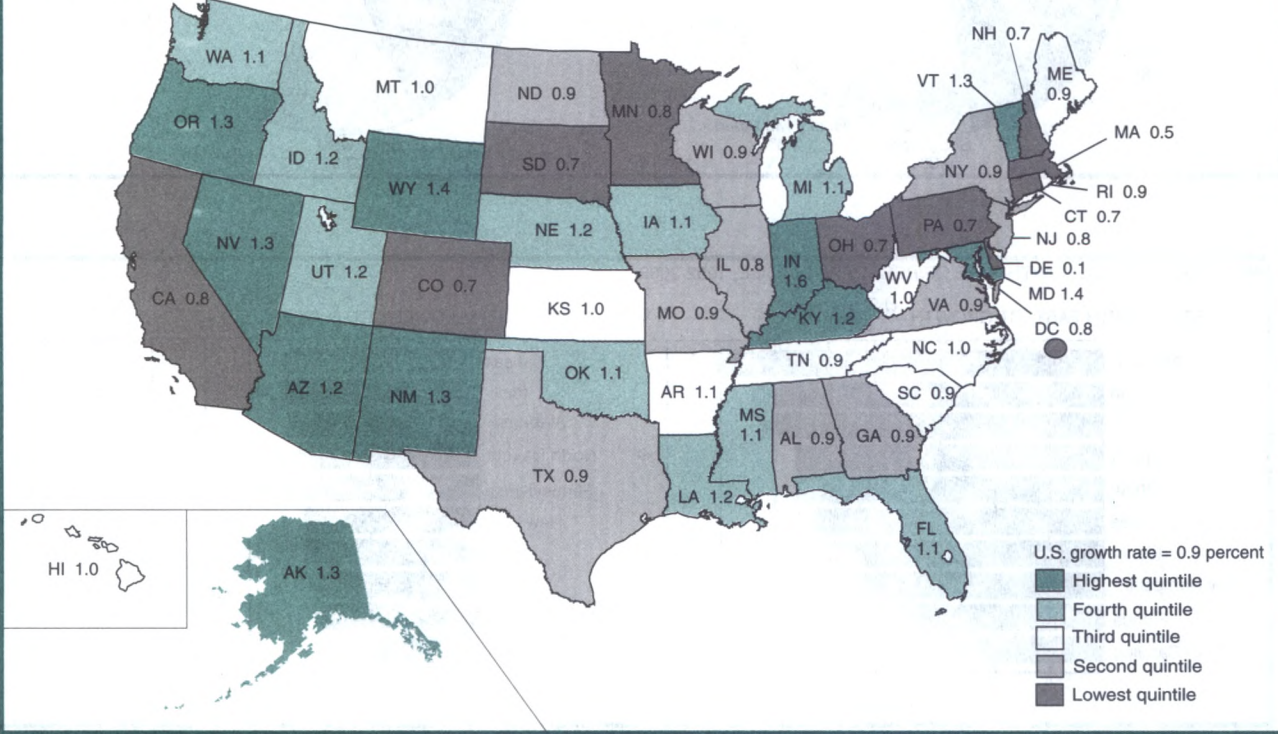 NH 0.7
VT 1.3
ME
0.9
WA 1.1
MT 1.0
ND 0.9
MN 0.8
OR 1.3
MA 0.5
ID 1.2
SD 0.7
WI 0.9
NY 0.9
WY 1.4
MI 1.1
RI 0.9
CT 0.7
NE 1.2
IA 1.1
PA 0.7
NV 1.3
OH 0.7
NJ 0.8
UT 1.2
IL 0.8
IN
1.6
DE 0.1
CO 0.7
WV
1.0
CA 0.8
KS 1.0
MO 0.9
VA 0.9
MD 1.4
KY 1.2
DC 0.8
TN 0.9
NC 1.0
OK 1.1
AZ 1.2
NM 1.3
AR 1.1
SC 0.9
MS
1.1
AL 0.9
GA 0.9
TX 0.9
LA 1.2
FL
1.1
HI 1.0
AK 1.3
U.S. growth rate = 0.9 percent
Highest quintile
Fourth quintile
Third quintile
Second quintile
Lowest quintile